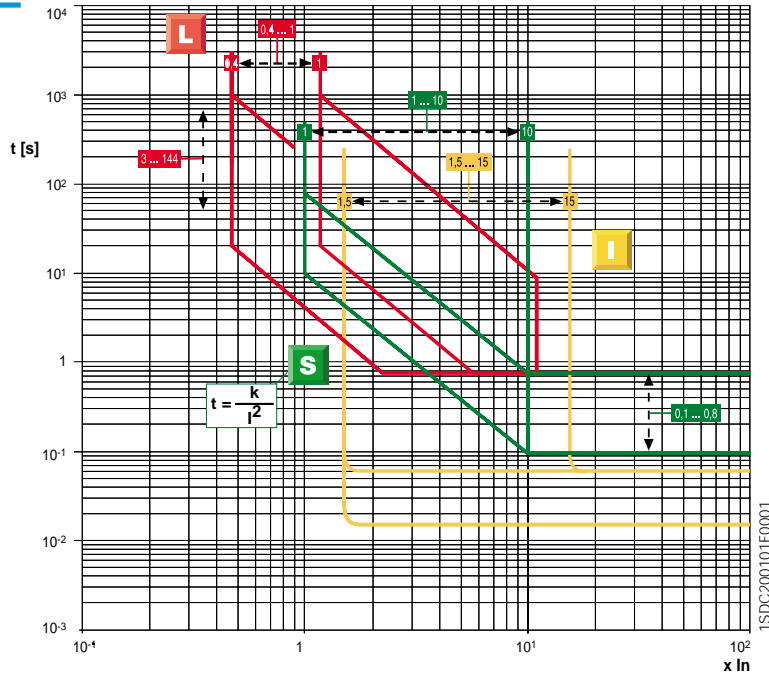 10⁴
L
0,4 ... 1
0,4
1
10³
1 ... 10
1
10
t [s]
3 ... 144
1,5 ... 15
10²
1,5
15
I
10¹
1
S
t = k
I²
0,1 ... 0,8
10⁻¹
10⁻²
10⁻³
10⁻¹
1
10¹
10²
x In
1SDC200101F0001